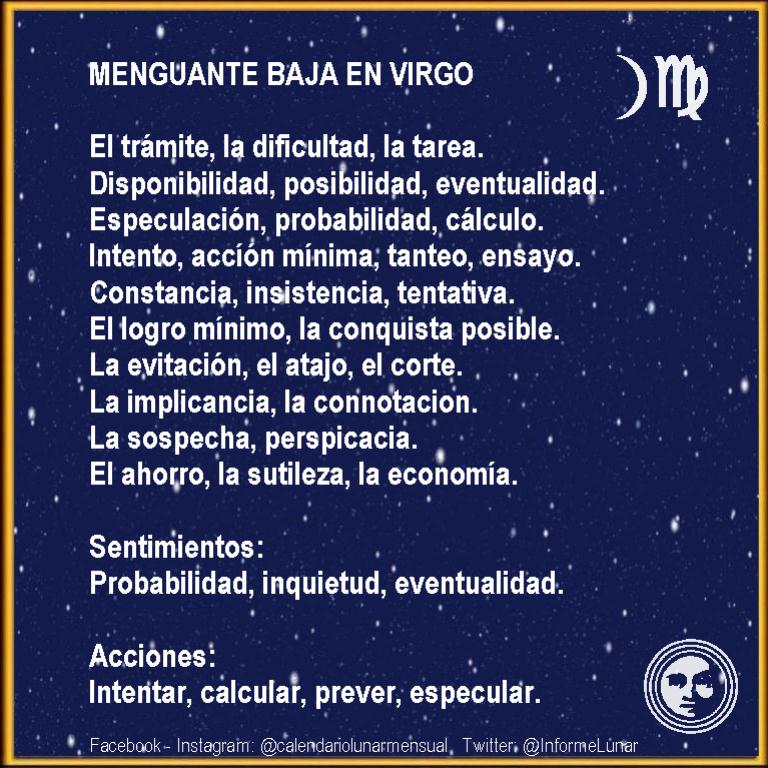 MENGUANTE BAJA EN VIRGO
El trámite, la dificultad, la tarea.
Disponibilidad, posibilidad, eventualidad.
Especulación, probabilidad, cálculo.
Intento, acción mínima, tanteo, ensayo.
Constancia, insistencia, tentativa.
El logro mínimo, la conquista posible.
La evitación, el atajo, el corte.
La implicancia, la connotacion.
La sospecha, perspicacia.
El ahorro, la sutileza, la economía.
Sentimientos:
Probabilidad, inquietud, eventualidad.
Acciones:
Intentar, calcular, prever, especular.
Facebook - Instagram: @calendariolunarmensual Twitter: @InformeLunar